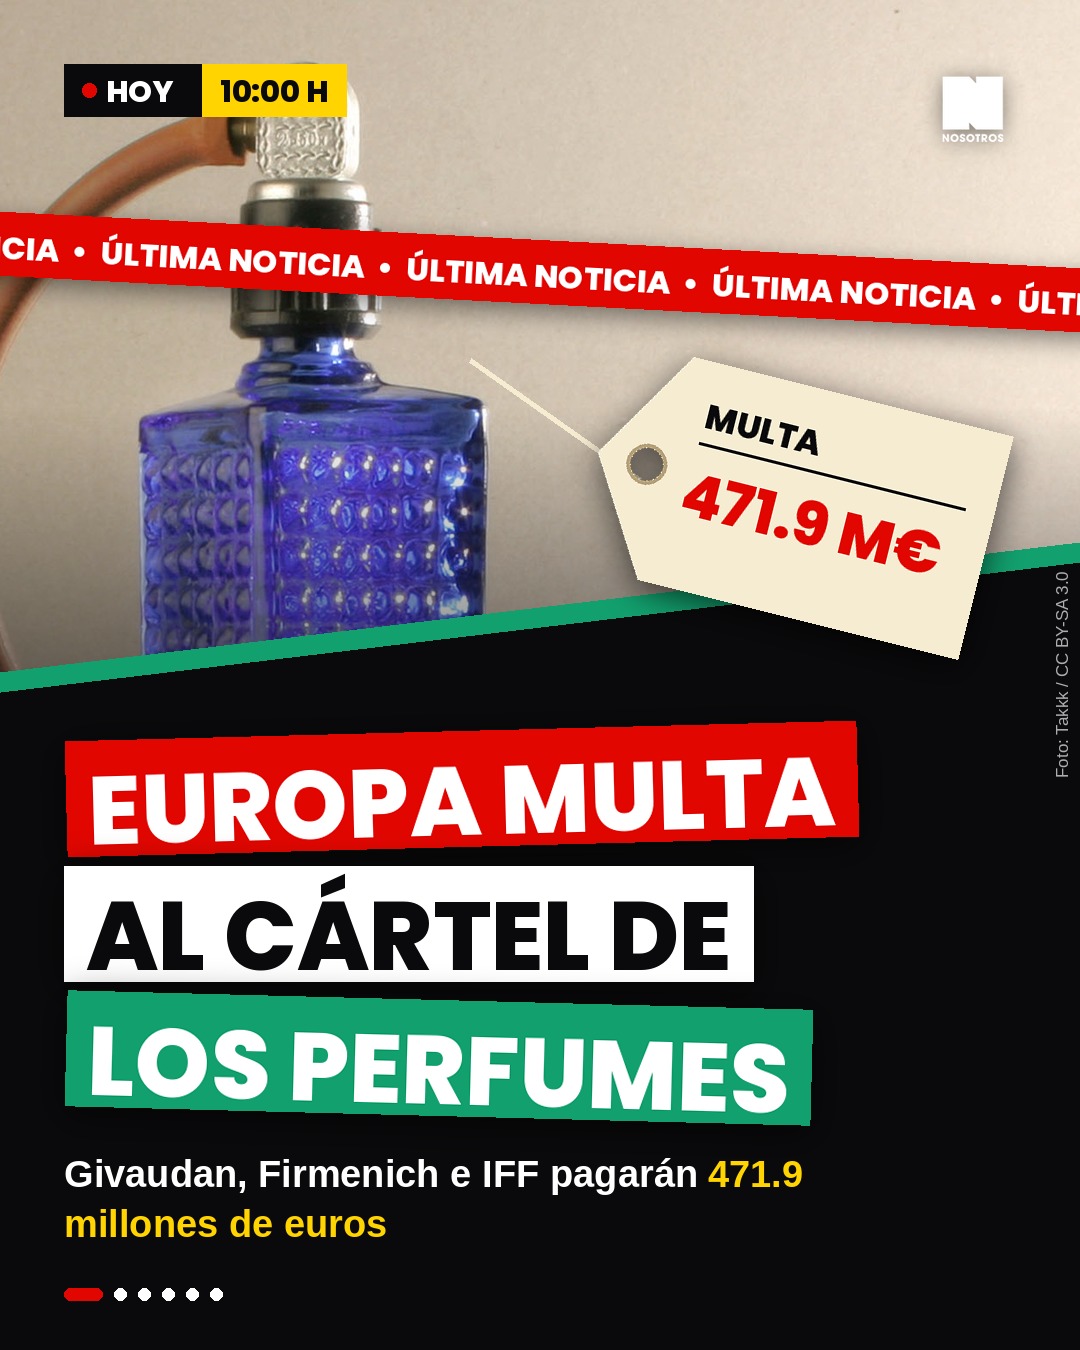 HOY 10:00 H
NOSOTROS
CIA • ÚLTIMA NOTICIA • ÚLTIMA NOTICIA • ÚLTIMA NOTICIA • ÚLTI
MULTA
471.9 M€
Foto: Takkk / CC BY-SA 3.0
EUROPA MULTA
AL CÁRTEL DE
LOS PERFUMES
Givaudan, Firmenich e IFF pagarán 471.9
millones de euros